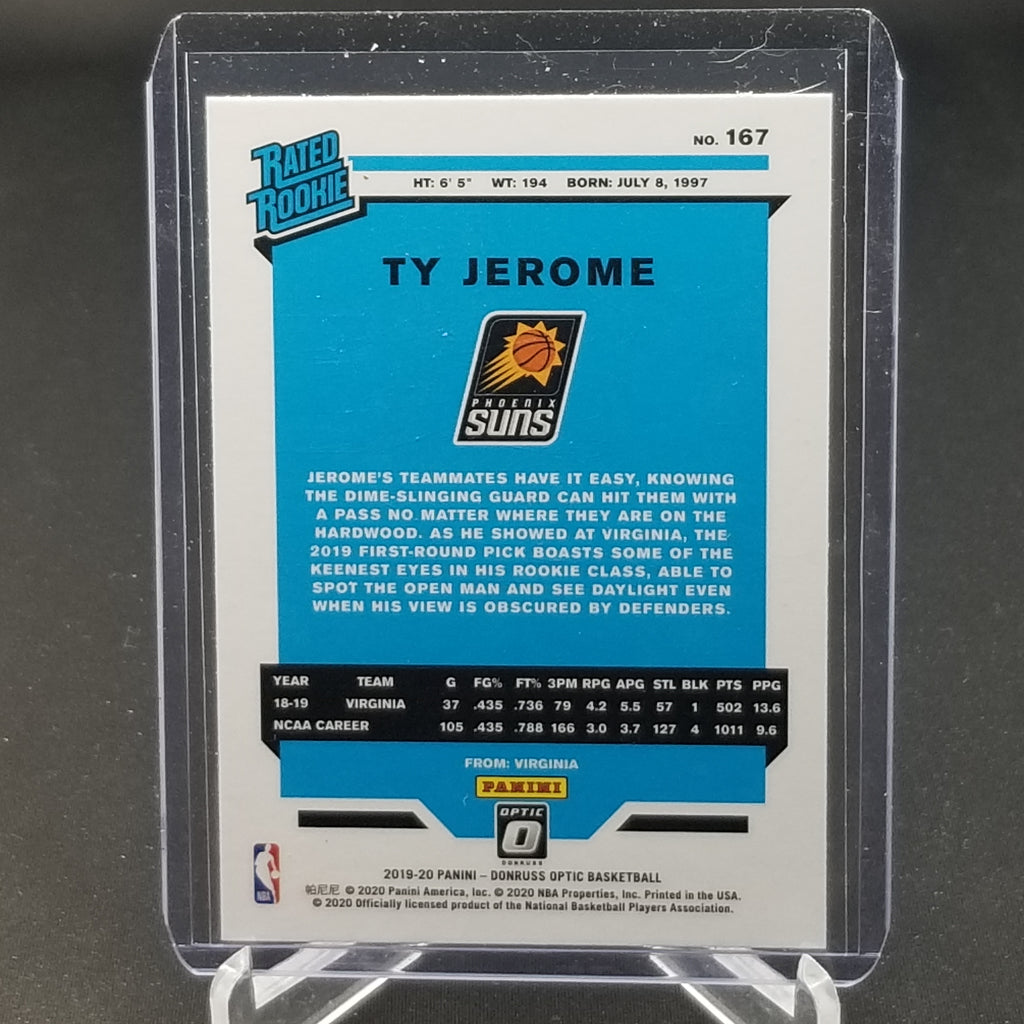 NO. 167
RATED
ROOKIE
HT: 6' 5" WT: 194 BORN: JULY 8, 1997
TY JEROME
PHOENIX
SUNS
JEROME'S TEAMMATES HAVE IT EASY, KNOWING
THE DIME-SLINGING GUARD CAN HIT THEM WITH
A PASS NO MATTER WHERE THEY ARE ON THE
HARDWOOD. AS HE SHOWED AT VIRGINIA, THE
2019 FIRST-ROUND PICK BOASTS SOME OF THE
KEENEST EYES IN HIS ROOKIE CLASS, ABLE TO
SPOT THE OPEN MAN AND SEE DAYLIGHT EVEN
WHEN HIS VIEW IS OBSCURED BY DEFENDERS.
YEAR TEAM G FG% FT% 3PM RPG APG STL BLK PTS PPG
18-19 VIRGINIA 37 .435 .736 79 4.2 5.5 57 1 502 13.6
NCAA CAREER 105 .435 .788 166 3.0 3.7 127 4 1011 9.6
FROM: VIRGINIA
PANINI
OPTIC
O
DONRUSS
NBA
2019-20 PANINI – DONRUSS OPTIC BASKETBALL
帕尼尼 © 2020 Panini America, Inc. © 2020 NBA Properties, Inc. Printed in the USA.
© 2020 Officially licensed product of the National Basketball Players Association.